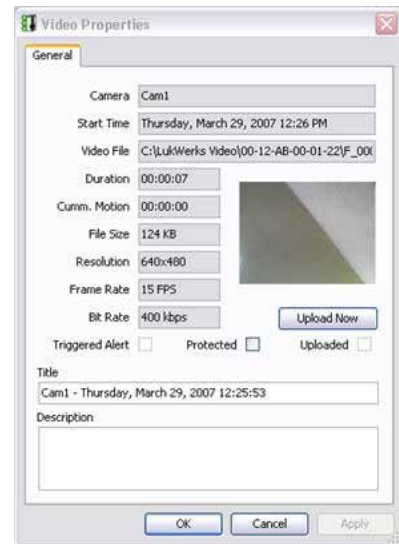 Video Properties
General
Camera Cam1
Start Time Thursday, March 29, 2007 12:26 PM
Video File C:\LukWerks Video\00-12-AB-00-01-22\F_00(
Duration 00:00:07
Cumm. Motion 00:00:00
File Size 124 KB
Resolution 640x480
Frame Rate 15 FPS
Bit Rate 400 kbps
Upload Now
Triggered Alert Protected Uploaded
Title
Cam1 - Thursday, March 29, 2007 12:25:53
Description
OK Cancel Apply